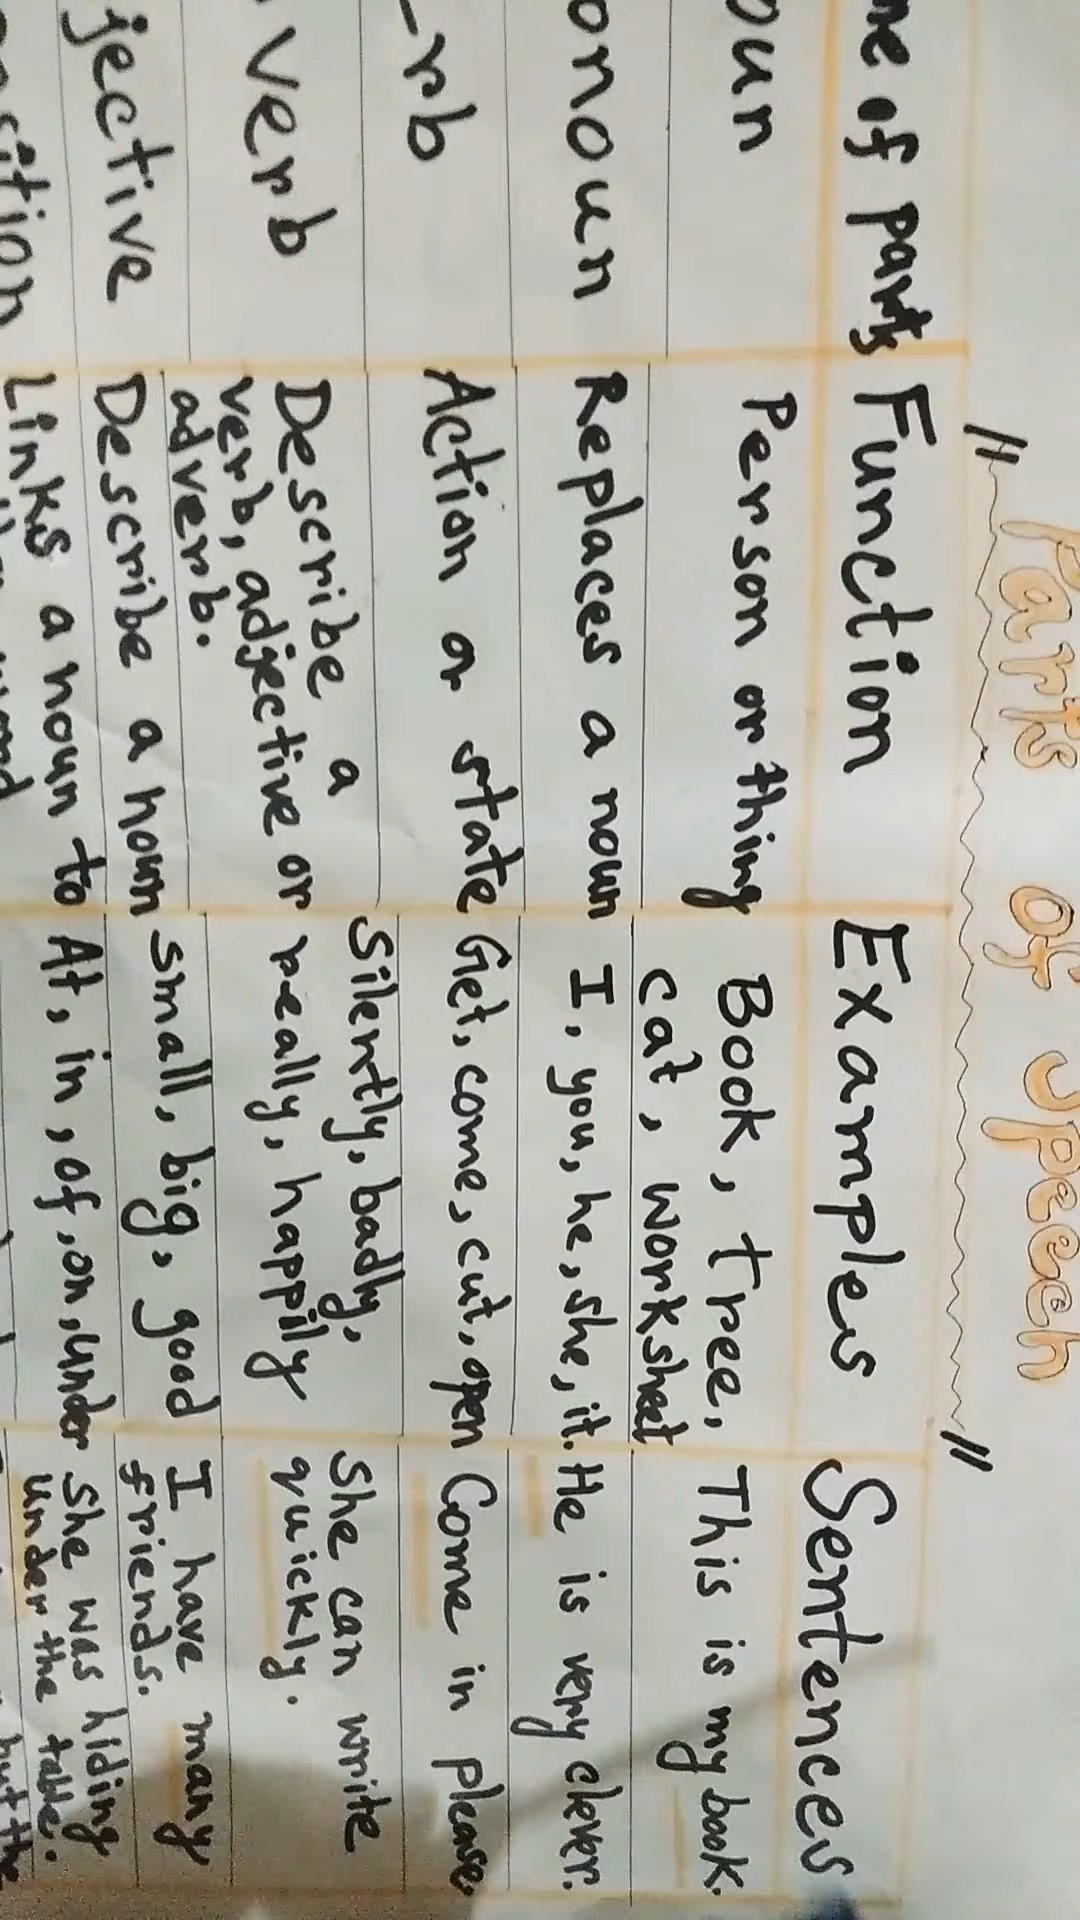 Parts of Speech
me of parts Function Examples Sentences
oun Person or thing Book, tree, This is my book.
cat, worksheet
onoun Replaces a noun I, you, he, she, it. He is very clever.
rb Action or state Get, come, cut, open Come in please.
verb Describe a Silently, badly, She can write
verb, adjective or really, happily quickly.
adverb.
jective Describe a noun small, big, good I have many
friends.
sition Links a noun to At, in, of, on, under She was hiding
under the table.